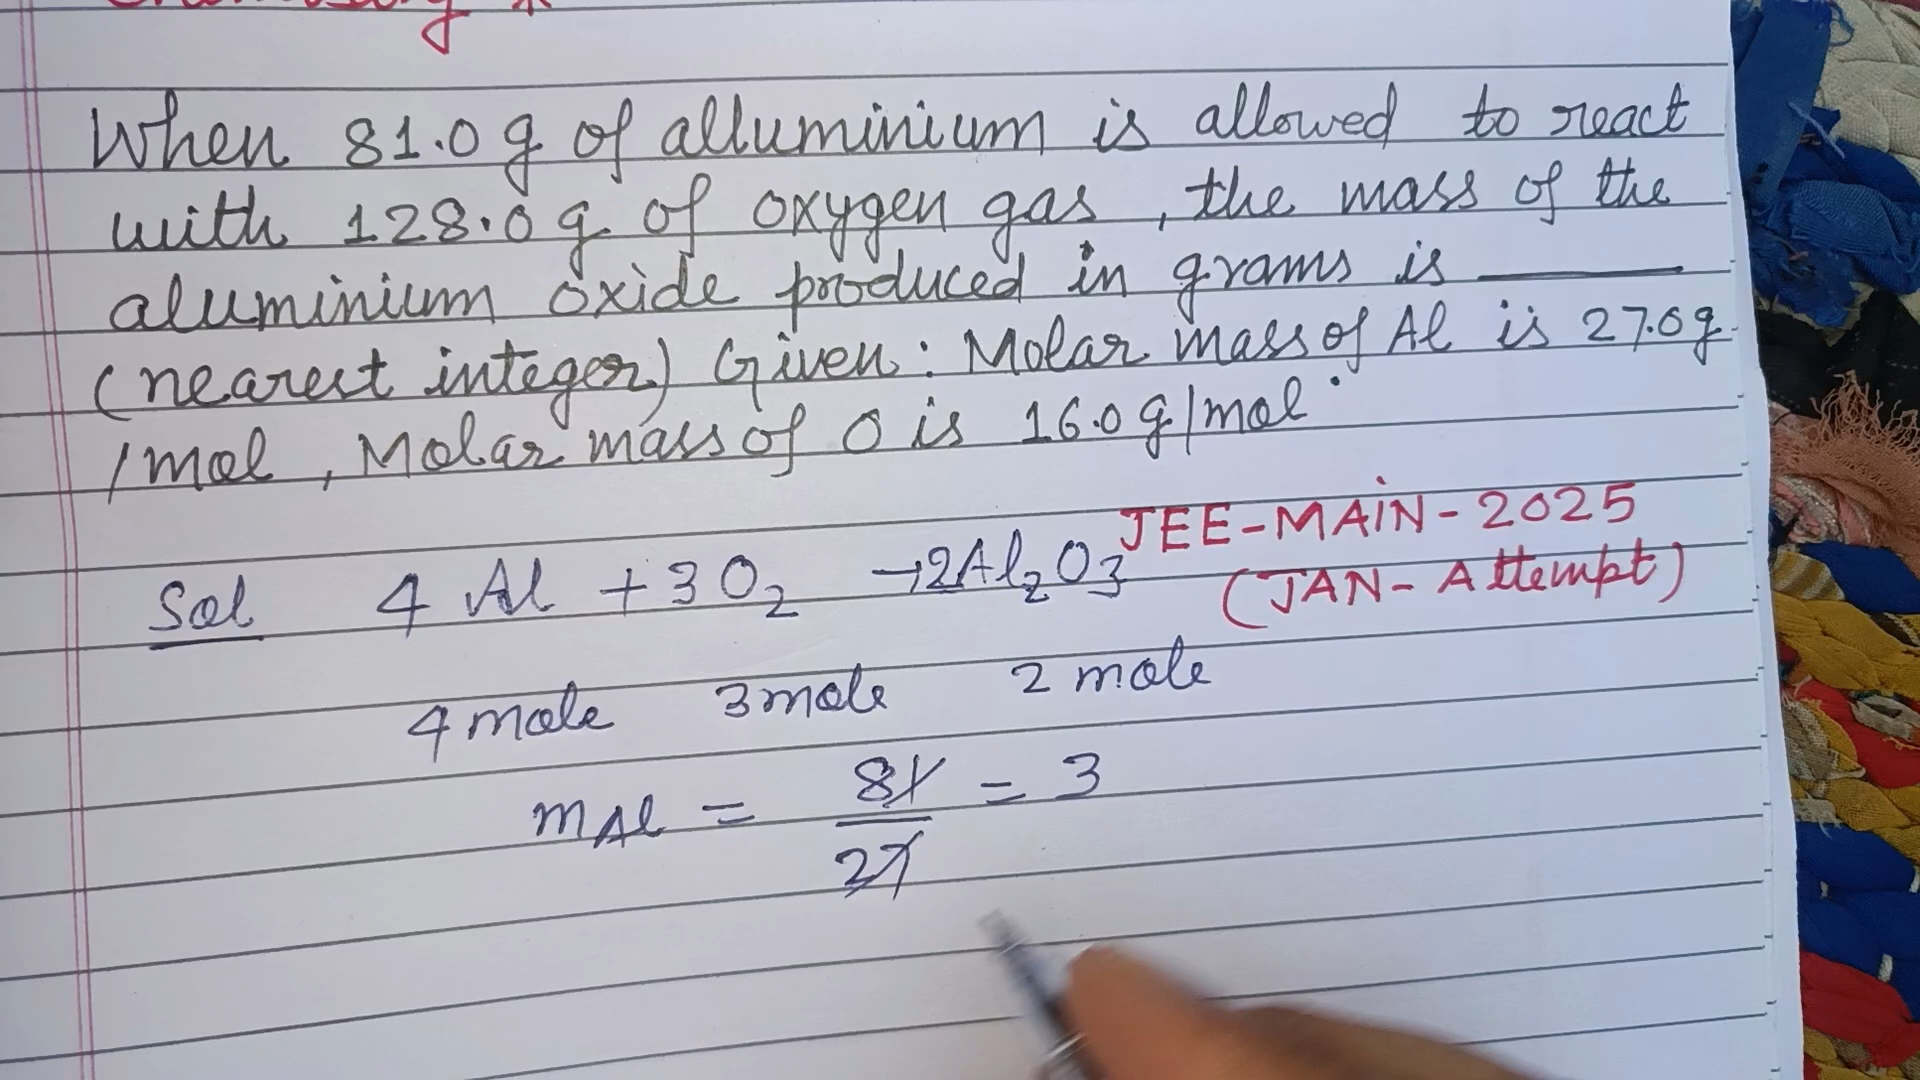 When 81.0 g of alluminium is allowed to react
with 128.0 g of oxygen gas, the mass of the
aluminium oxide produced in grams is ______
(nearest integer) Given: Molar mass of Al is 27.0g
/mol, Molar mass of O is 16.0 g/mol.
JEE-MAIN-2025
(JAN-Attempt)
Sol 4 Al + 3 O₂ → 2Al₂O₃
4 mole 3 mole 2 mole
mAl = 81/27 = 3